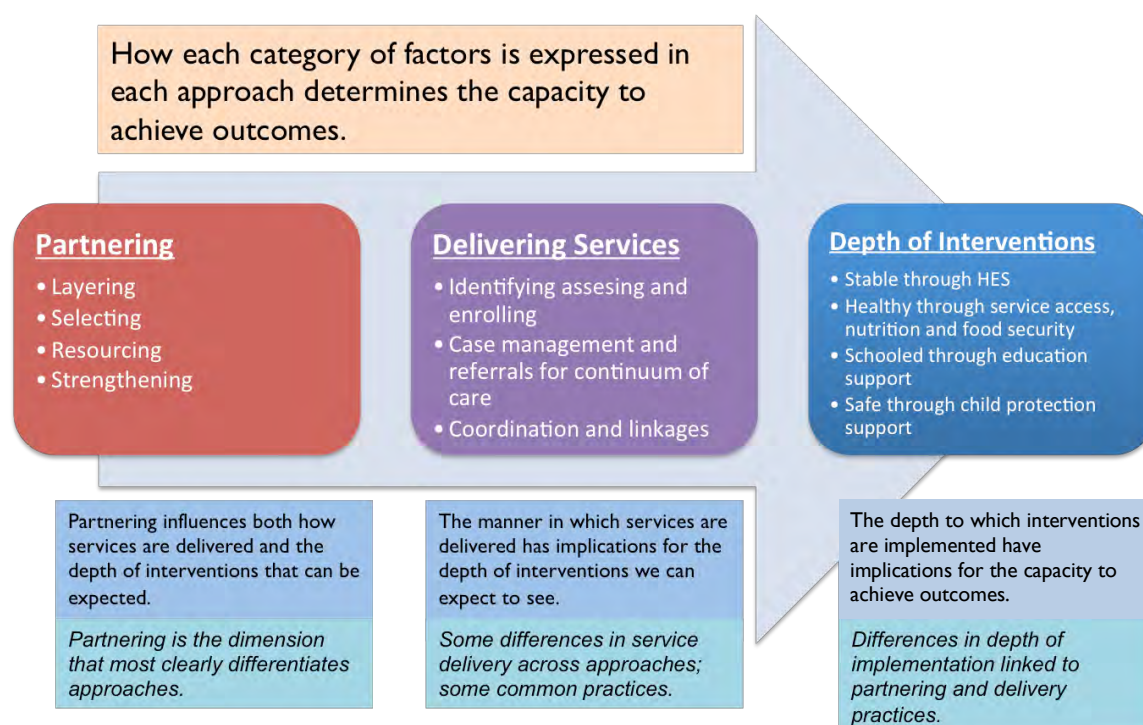 How each category of factors is expressed in
each approach determines the capacity to
achieve outcomes.
Partnering
• Layering
• Selecting
• Resourcing
• Strengthening
Delivering Services
• Identifying assesing and
enrolling
• Case management and
referrals for continuum of
care
• Coordination and linkages
Depth of Interventions
• Stable through HES
• Healthy through service access,
nutrition and food security
• Schooled through education
support
• Safe through child protection
support
Partnering influences both how
services are delivered and the
depth of interventions that can be
expected.
Partnering is the dimension
that most clearly differentiates
approaches.
The manner in which services are
delivered has implications for the
depth of interventions we can
expect to see.
Some differences in service
delivery across approaches;
some common practices.
The depth to which interventions
are implemented have
implications for the capacity to
achieve outcomes.
Differences in depth of
implementation linked to
partnering and delivery
practices.